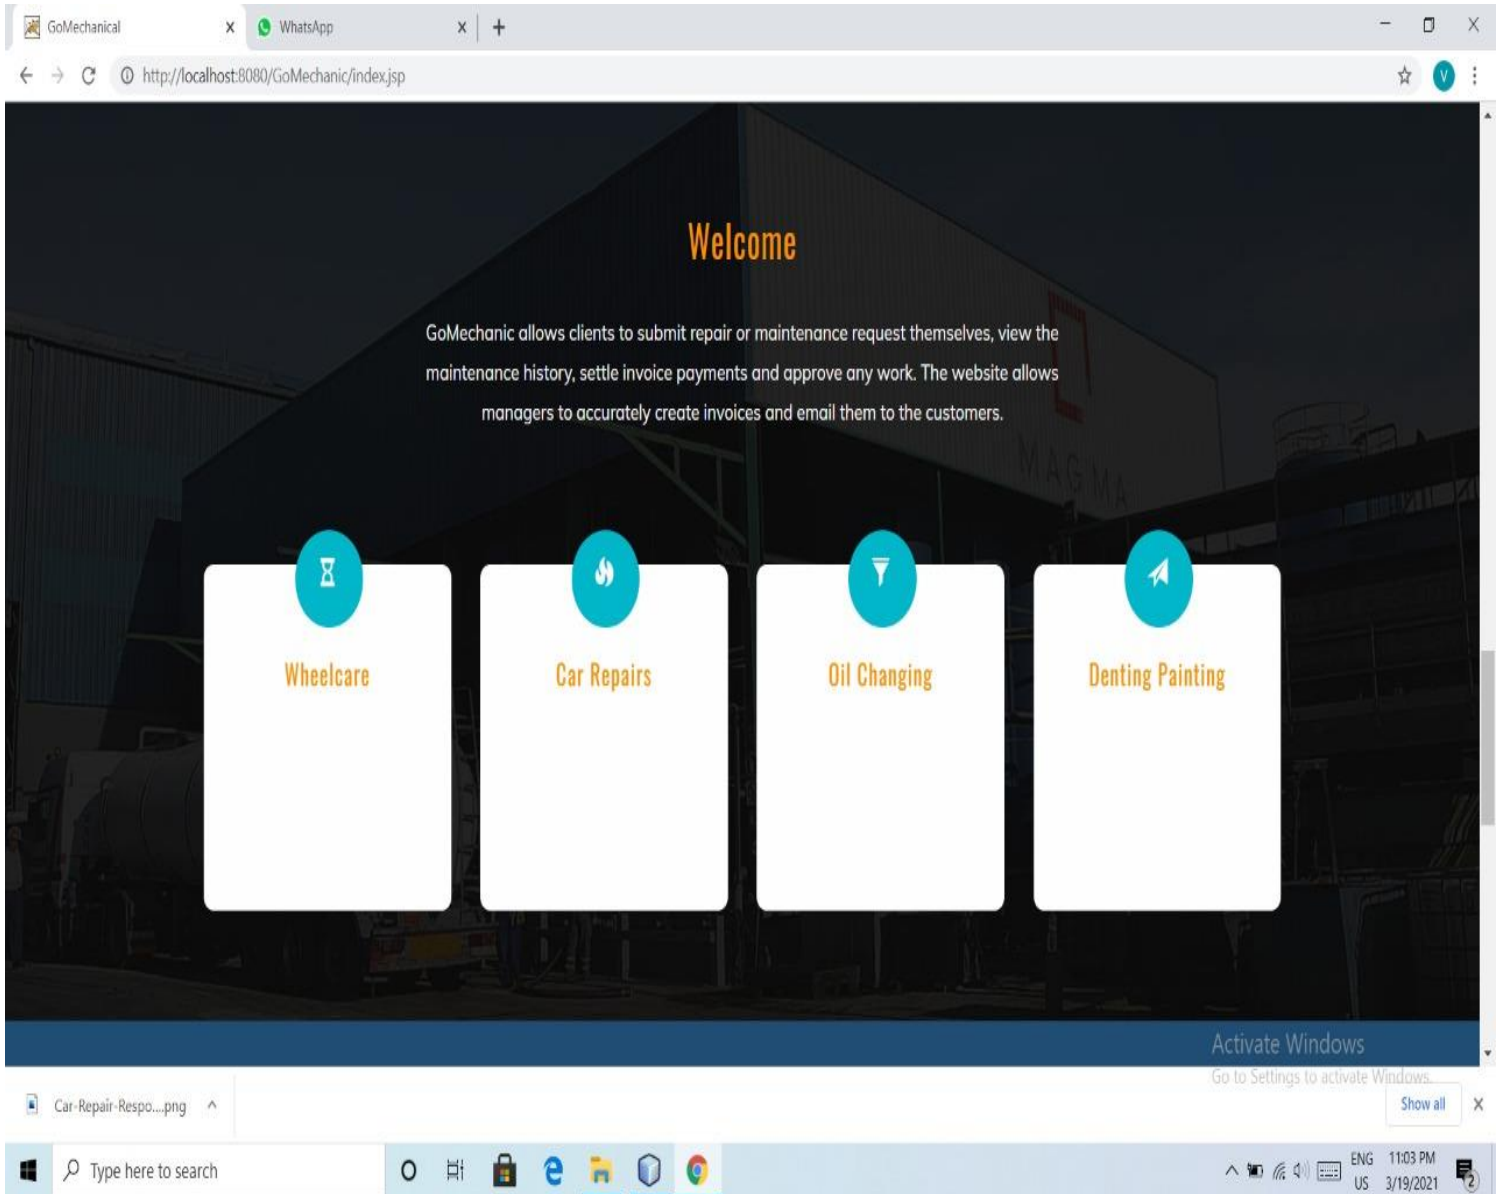 GoMechanical
WhatsApp
http://localhost:8080/GoMechanic/index.jsp
V
Welcome
GoMechanic allows clients to submit repair or maintenance request themselves, view the
maintenance history, settle invoice payments and approve any work. The website allows
managers to accurately create invoices and email them to the customers.
MAGMA
Wheelcare
Car Repairs
Oil Changing
Denting Painting
Activate Windows
Go to Settings to activate Windows.
Car-Repair-Respo....png
Show all
Type here to search
ENG
US
11:03 PM
3/19/2021
2